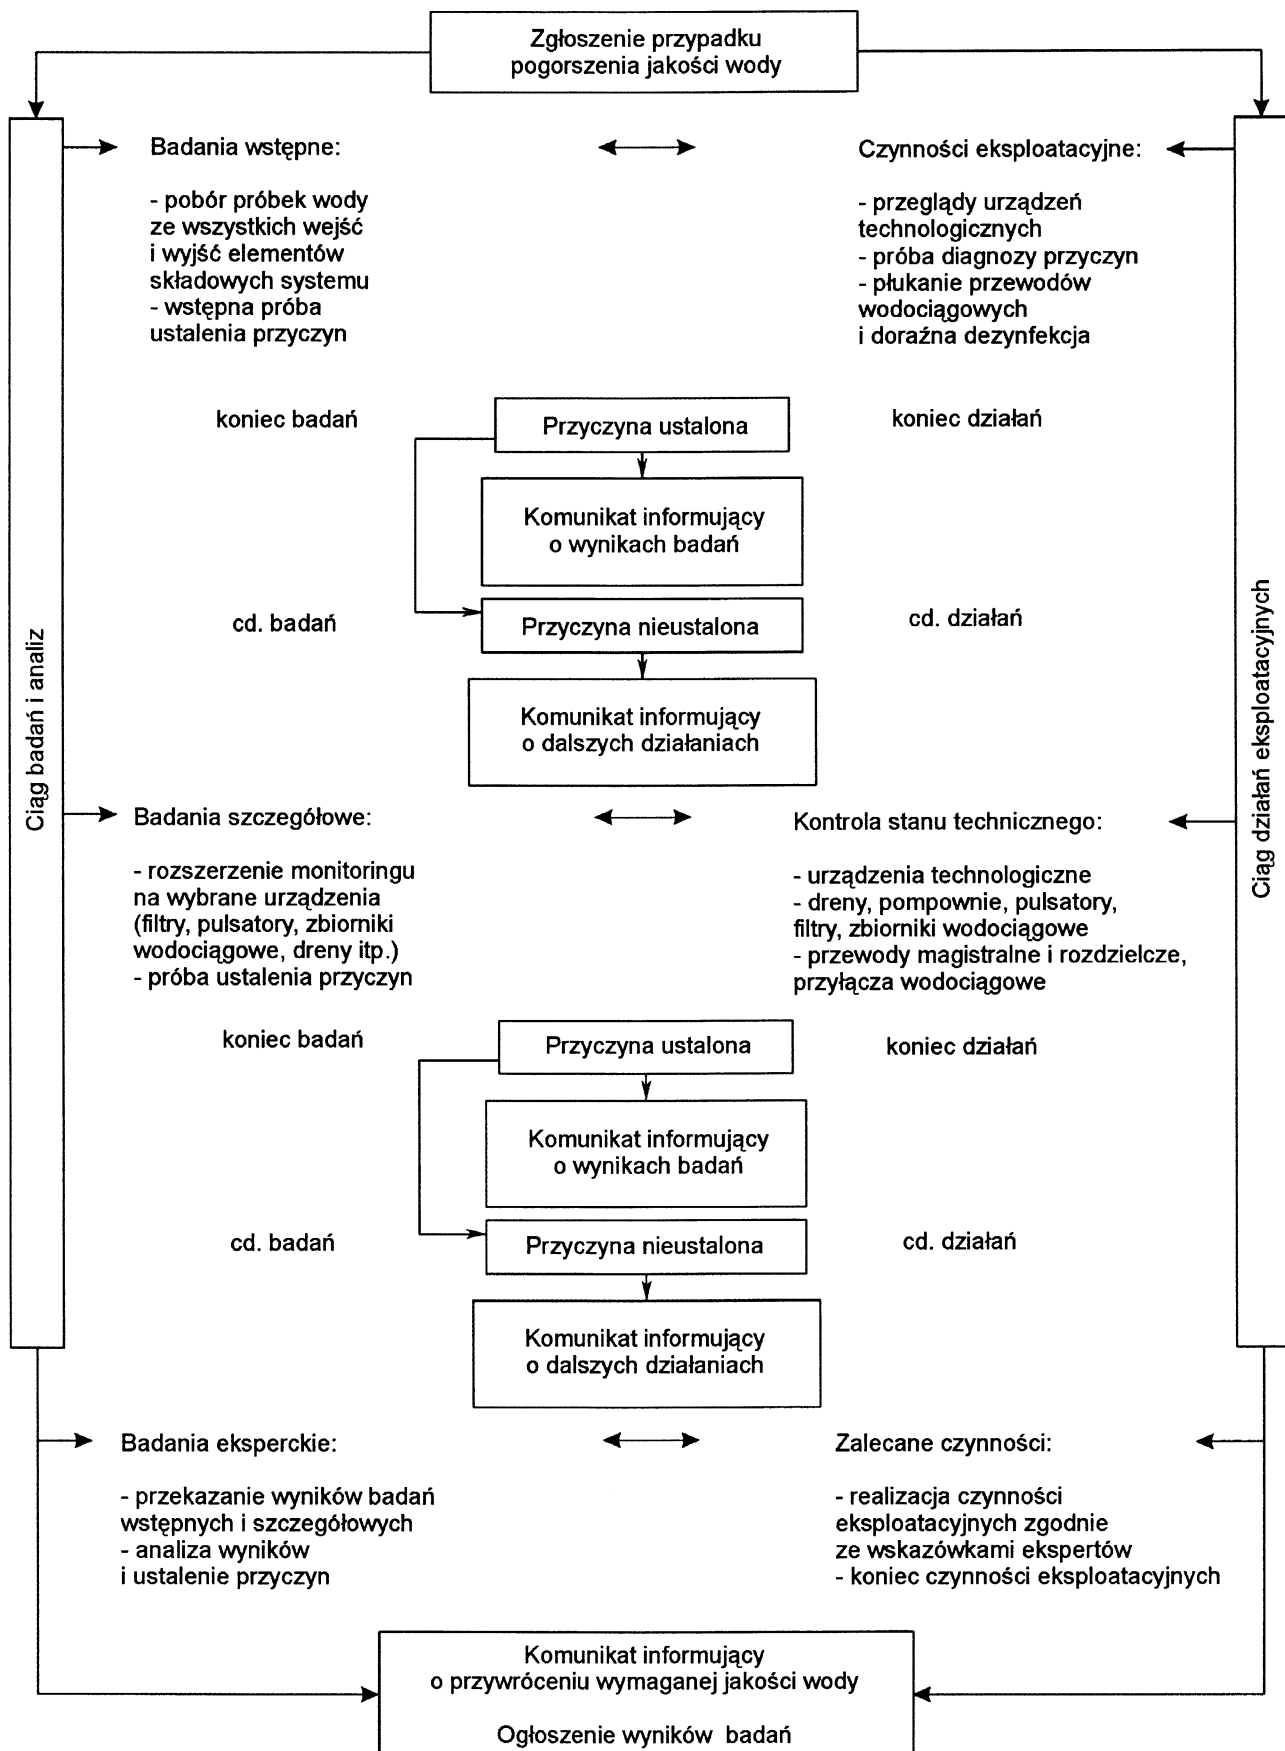 Zgłoszenie przypadku
pogorszenia jakości wody
Ciąg badań i analiz
Ciąg działań eksploatacyjnych
Badania wstępne:
- pobór próbek wody
ze wszystkich wejść
i wyjść elementów
składowych systemu
- wstępna próba
ustalenia przyczyn
Czynności eksploatacyjne:
- przeglądy urządzeń
technologicznych
- próba diagnozy przyczyn
- płukanie przewodów
wodociągowych
i doraźna dezynfekcja
koniec badań
Przyczyna ustalona
koniec działań
Komunikat informujący
o wynikach badań
cd. badań
Przyczyna nieustalona
cd. działań
Komunikat informujący
o dalszych działaniach
Badania szczegółowe:
- rozszerzenie monitoringu
na wybrane urządzenia
(filtry, pulsatory, zbiorniki
wodociągowe, dreny itp.)
- próba ustalenia przyczyn
Kontrola stanu technicznego:
- urządzenia technologiczne
- dreny, pompownie, pulsatory,
filtry, zbiorniki wodociągowe
- przewody magistralne i rozdzielcze,
przyłącza wodociągowe
koniec badań
Przyczyna ustalona
koniec działań
Komunikat informujący
o wynikach badań
cd. badań
Przyczyna nieustalona
cd. działań
Komunikat informujący
o dalszych działaniach
Badania eksperckie:
- przekazanie wyników badań
wstępnych i szczegółowych
- analiza wyników
i ustalenie przyczyn
Zalecane czynności:
- realizacja czynności
eksploatacyjnych zgodnie
ze wskazówkami ekspertów
- koniec czynności eksploatacyjnych
Komunikat informujący
o przywróceniu wymaganej jakości wody
Ogłoszenie wyników badań